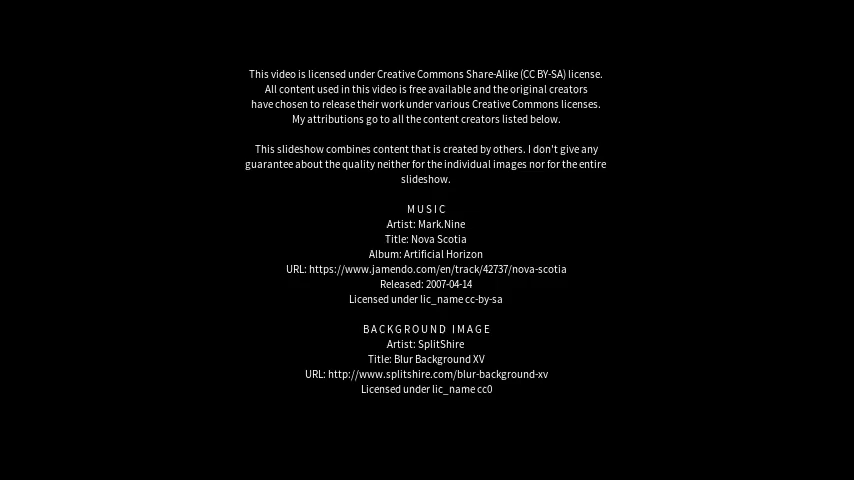 This video is licensed under Creative Commons Share-Alike (CC BY-SA) license.
All content used in this video is free available and the original creators
have chosen to release their work under various Creative Commons licenses.
My attributions go to all the content creators listed below.
This slideshow combines content that is created by others. I don't give any
guarantee about the quality neither for the individual images nor for the entire
slideshow.
MUSIC
Artist: Mark.Nine
Title: Nova Scotia
Album: Artificial Horizon
URL: https://www.jamendo.com/en/track/42737/nova-scotia
Released: 2007-04-14
Licensed under lic_name cc-by-sa
BACKGROUND IMAGE
Artist: SplitShire
Title: Blur Background XV
URL: http://www.splitshire.com/blur-background-xv
Licensed under lic_name cc0